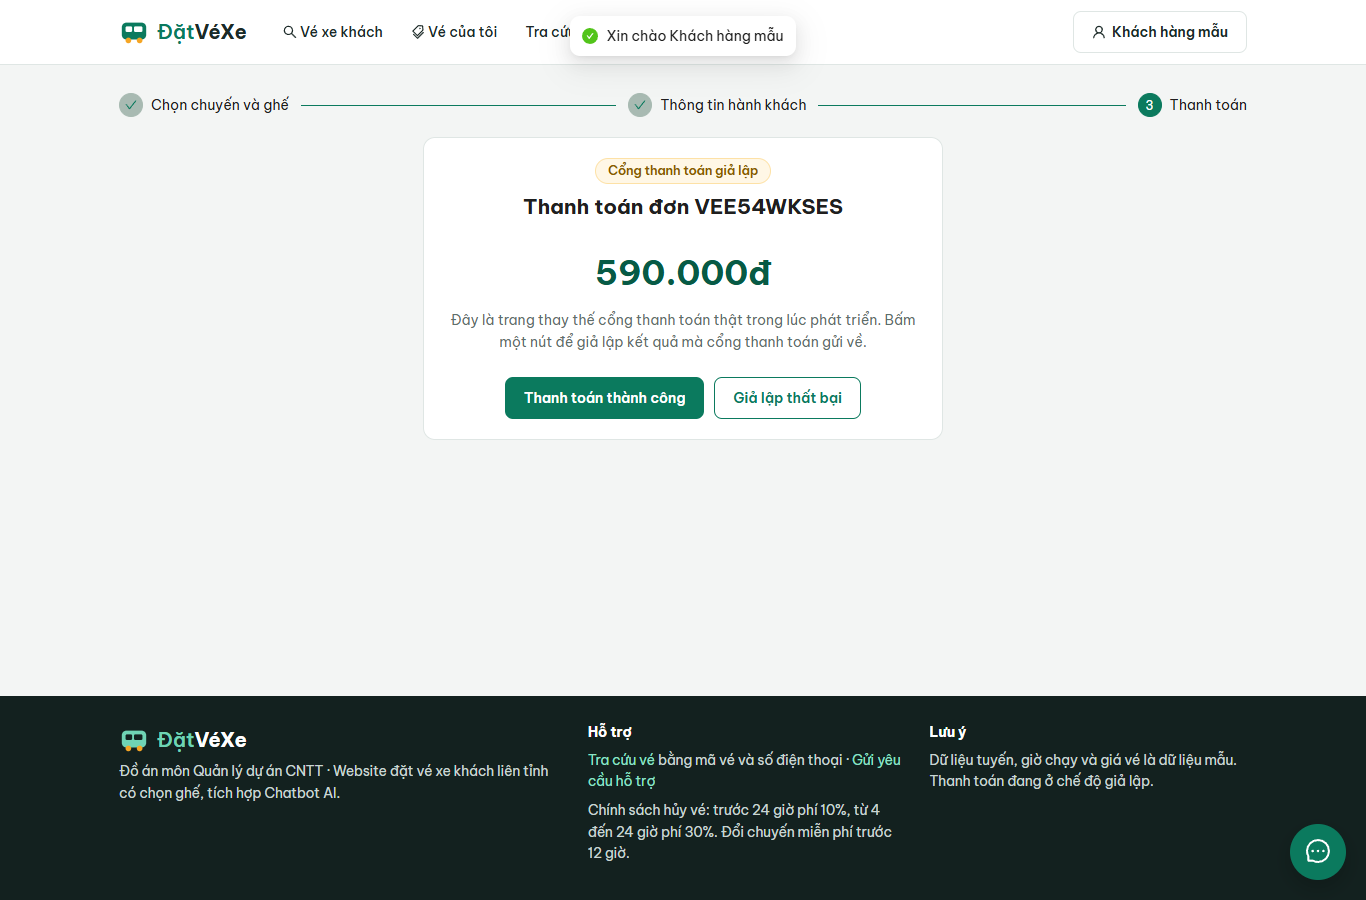 ĐặtVéXe
Vé xe khách
Vé của tôi
Tra cứ
Xin chào Khách hàng mẫu
Khách hàng mẫu
Chọn chuyến và ghế
Thông tin hành khách
3 Thanh toán
Cổng thanh toán giả lập
Thanh toán đơn VEE54WKSES
590.000đ
Đây là trang thay thế cổng thanh toán thật trong lúc phát triển. Bấm
một nút để giả lập kết quả mà cổng thanh toán gửi về.
Thanh toán thành công
Giả lập thất bại
ĐặtVéXe
Đồ án môn Quản lý dự án CNTT · Website đặt vé xe khách liên tỉnh
có chọn ghế, tích hợp Chatbot AI.
Hỗ trợ
Tra cứu vé bằng mã vé và số điện thoại · Gửi yêu
cầu hỗ trợ
Chính sách hủy vé: trước 24 giờ phí 10%, từ 4
đến 24 giờ phí 30%. Đổi chuyến miễn phí trước
12 giờ.
Lưu ý
Dữ liệu tuyến, giờ chạy và giá vé là dữ liệu mẫu.
Thanh toán đang ở chế độ giả lập.